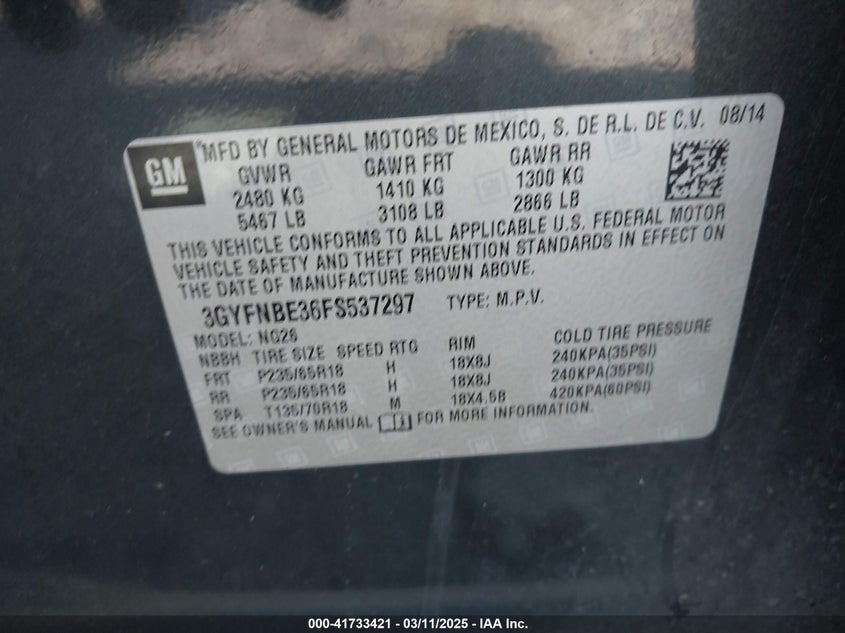 GM
*MFD BY GENERAL MOTORS DE MEXICO, S. DE R.L. DE C.V. 08/14
GVWR GAWR FRT GAWR RR
2480 KG 1410 KG 1300 KG
5467 LB 3108 LB 2866 LB
THIS VEHICLE CONFORMS TO ALL APPLICABLE U.S. FEDERAL MOTOR
VEHICLE SAFETY AND THEFT PREVENTION STANDARDS IN EFFECT ON
THE DATE OF MANUFACTURE SHOWN ABOVE.
3GYFNBE36FS537297 TYPE: M.P.V.
MODEL: NG26
NBBH TIRE SIZE SPEED RTG RIM COLD TIRE PRESSURE
FRT P235/65R18 H 18X8J 240KPA(35PSI)
RR P235/65R18 H 18X8J 240KPA(35PSI)
SPA T135/70R18 M 18X4.5B 420KPA(60PSI)
SEE OWNER'S MANUAL FOR MORE INFORMATION.
000-41733421 / 03/11/2025 - IAA Inc.